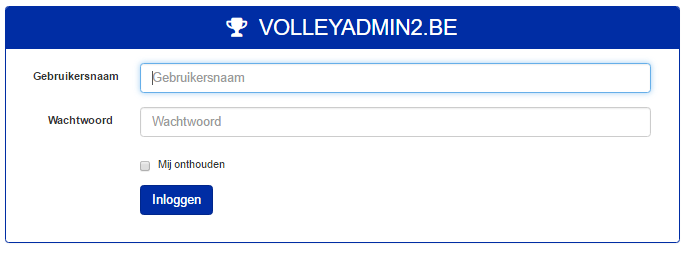 VOLLEYADMIN2.BE
Gebruikersnaam Gebruikersnaam
Wachtwoord Wachtwoord
Mij onthouden
Inloggen